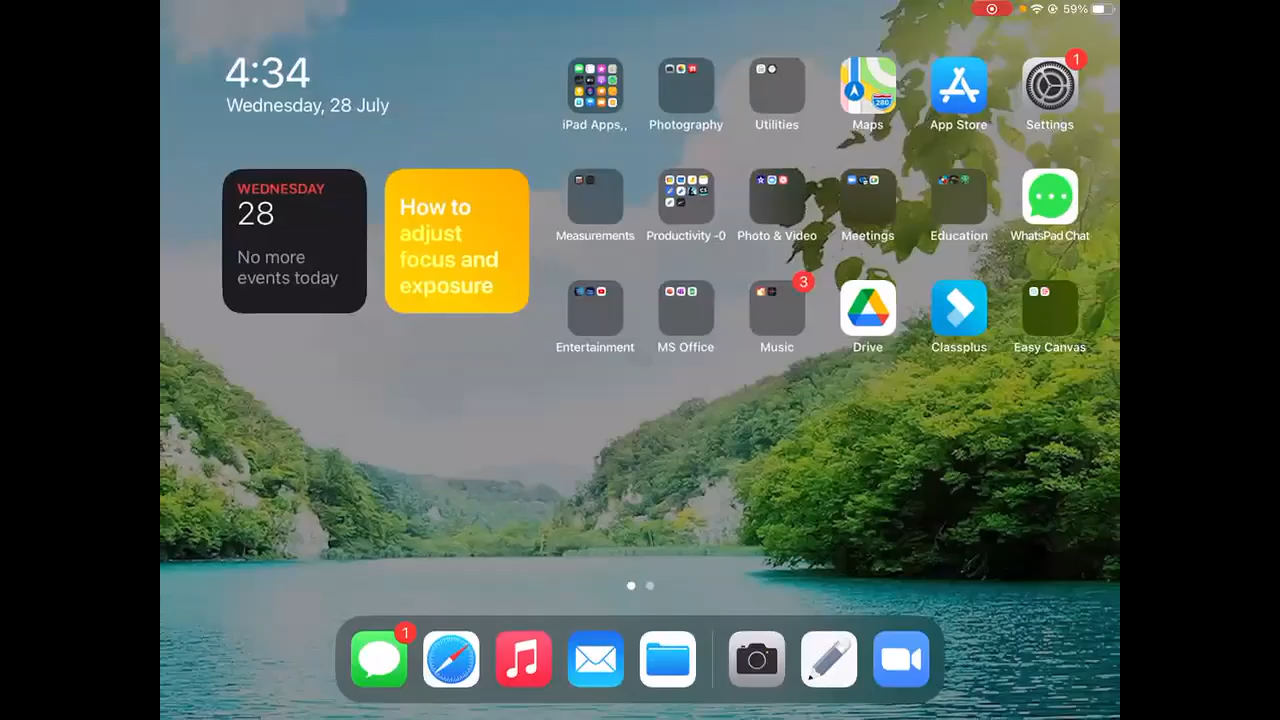 59%
4:34
Wednesday, 28 July
iPad Apps,,
Photography
Utilities
Maps
280
App Store
1
Settings
WEDNESDAY
28
No more
events today
How to
adjust
focus and
exposure
Measurements
Productivity -0
Photo & Video
Meetings
Education
WhatsPad Chat
Entertainment
MS Office
3
Music
Drive
Classplus
Easy Canvas
1